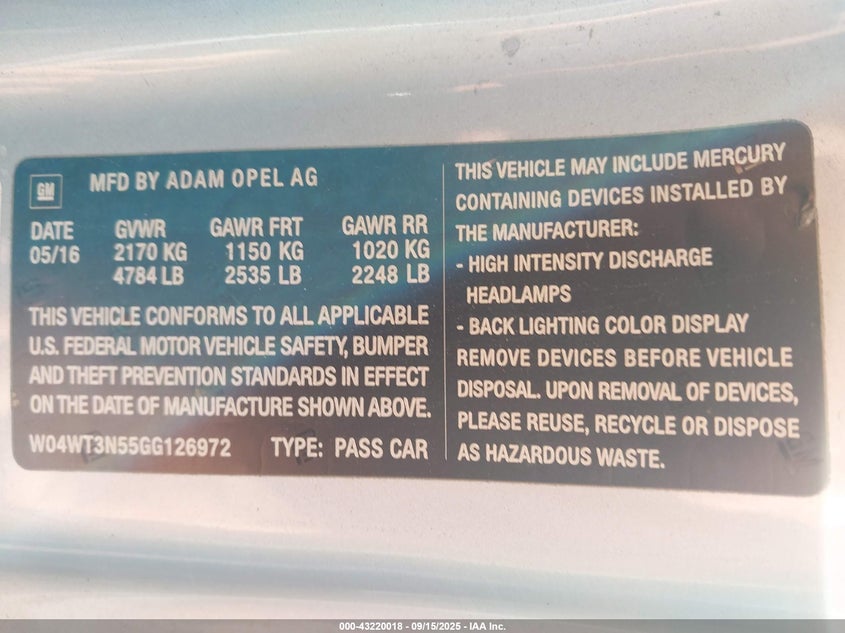 GM
MFD BY ADAM OPEL AG
DATE GVWR GAWR FRT GAWR RR
05/16 2170 KG 1150 KG 1020 KG
4784 LB 2535 LB 2248 LB
THIS VEHICLE CONFORMS TO ALL APPLICABLE
U.S. FEDERAL MOTOR VEHICLE SAFETY, BUMPER
AND THEFT PREVENTION STANDARDS IN EFFECT
ON THE DATE OF MANUFACTURE SHOWN ABOVE.
W04WT3N55GG126972 TYPE: PASS CAR
THIS VEHICLE MAY INCLUDE MERCURY
CONTAINING DEVICES INSTALLED BY
THE MANUFACTURER:
- HIGH INTENSITY DISCHARGE
HEADLAMPS
- BACK LIGHTING COLOR DISPLAY
REMOVE DEVICES BEFORE VEHICLE
DISPOSAL. UPON REMOVAL OF DEVICES,
PLEASE REUSE, RECYCLE OR DISPOSE
AS HAZARDOUS WASTE.
000-43220018 - 09/15/2025 - IAA Inc.